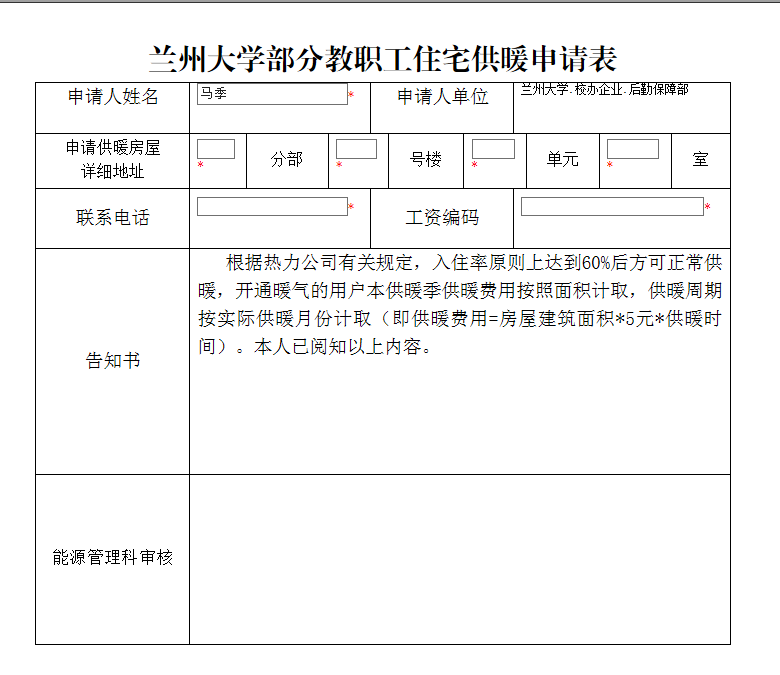 兰州大学部分教职工住宅供暖申请表
申请人姓名 马季* 申请人单位 兰州大学.校办企业.后勤保障部
申请供暖房屋
详细地址 * 分部 * 号楼 * 单元 * 室
联系电话 * 工资编码 *
告知书
根据热力公司有关规定，入住率原则上达到60%后方可正常供
暖，开通暖气的用户本供暖季供暖费用按照面积计取，供暖周期
按实际供暖月份计取（即供暖费用=房屋建筑面积*5元*供暖时
间）。本人已阅知以上内容。
能源管理科审核